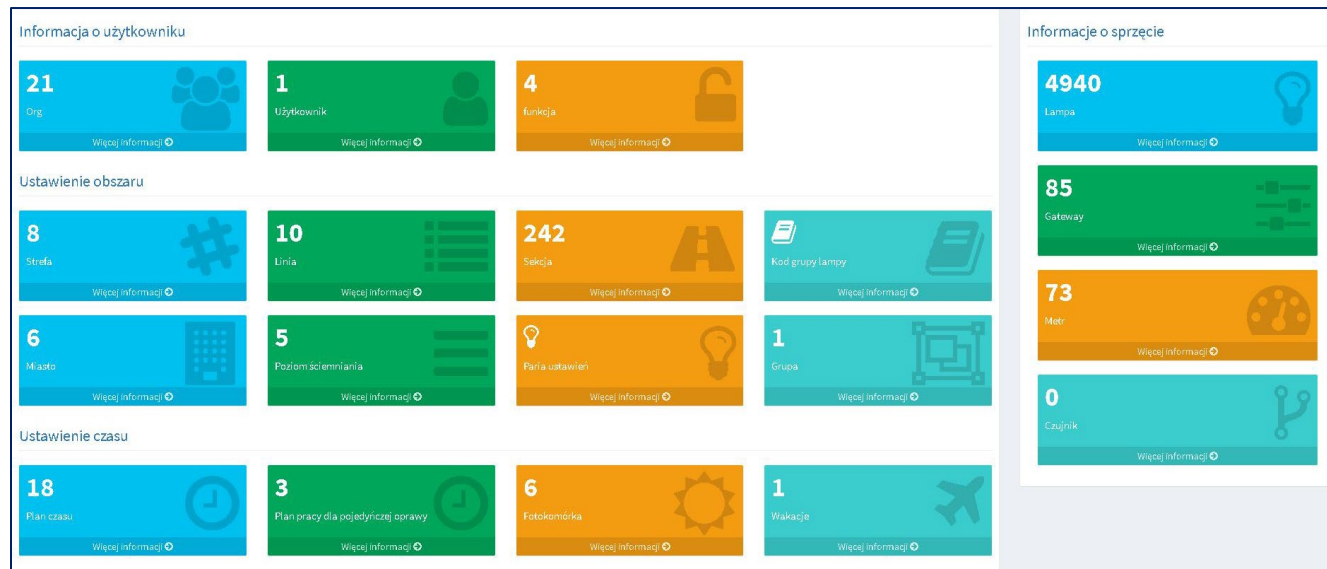 Informacja o użytkowniku
21
Org
Więcej informacji
1
Użytkownik
Więcej informacji
4
funkcja
Więcej informacji
Ustawienie obszaru
8
Strefa
Więcej informacji
10
Linia
Więcej informacji
242
Sekcja
Więcej informacji
Kod grupy lampy
Więcej informacji
6
Miasto
Więcej informacji
5
Poziom ściemniania
Więcej informacji
Paria ustawień
Więcej informacji
1
Grupa
Więcej informacji
Ustawienie czasu
18
Plan czasu
Więcej informacji
3
Plan pracy dla pojedyńczej oprawy
Więcej informacji
6
Fotokomórka
Więcej informacji
1
Wakacje
Więcej informacji
Informacje o sprzęcie
4940
Lampa
Więcej informacji
85
Gateway
Więcej informacji
73
Metr
Więcej informacji
0
Czujnik
Więcej informacji